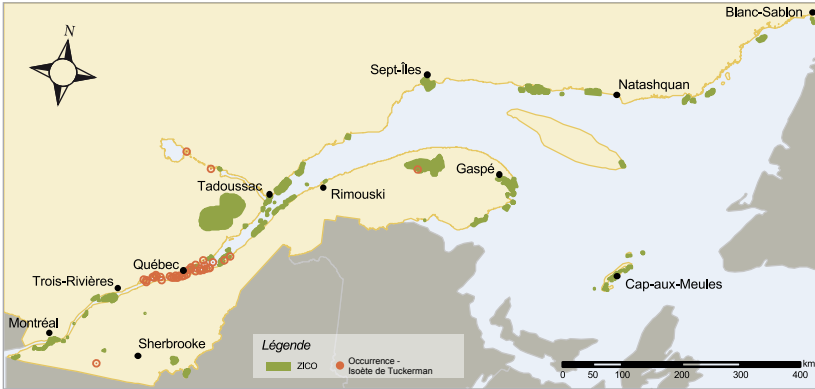 Blanc-Sablon
N
Sept-Îles
Natashquan
Gaspé
Tadoussac
Rimouski
Québec
Trois-Rivières
Cap-aux-Meules
Montréal
Sherbrooke
Légende
ZICO
Occurrence -
Isoète de Tuckerman
km
0 50 100 200 300 400